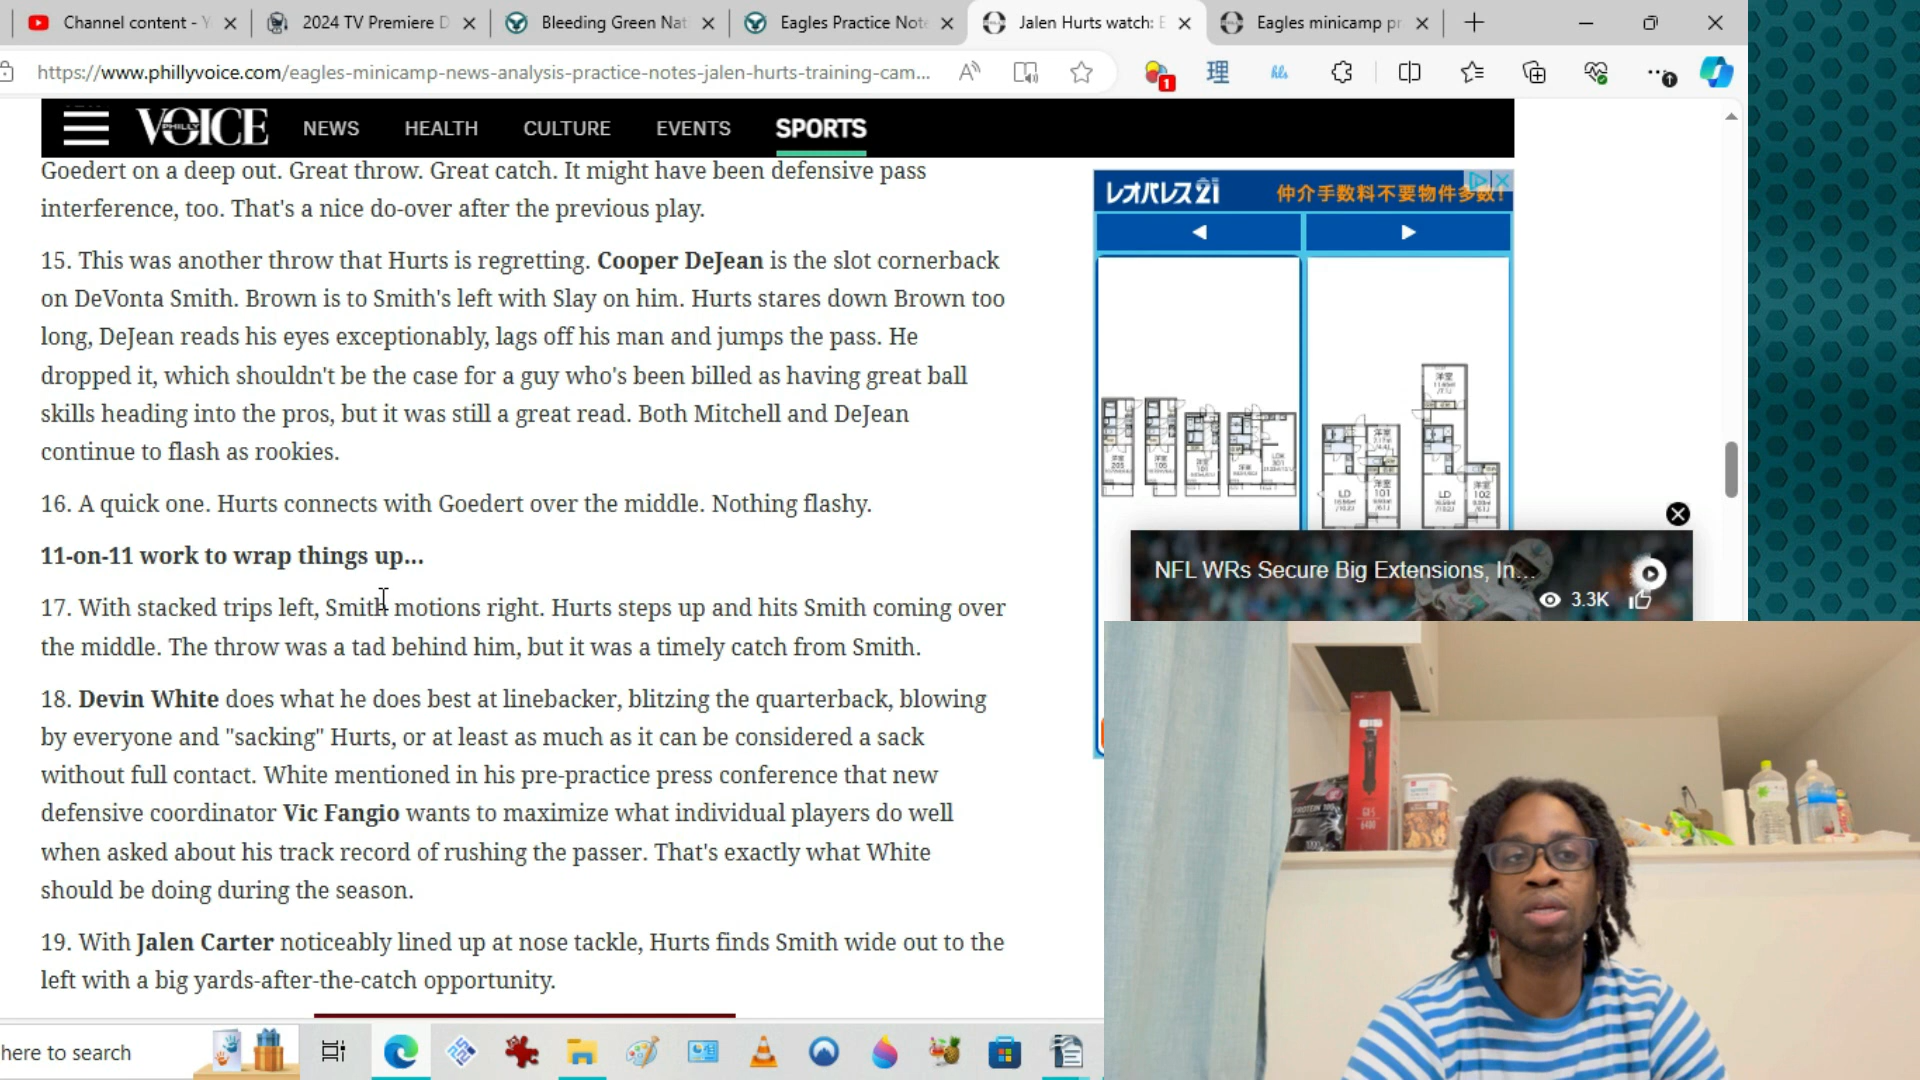 Channel content - Y
2024 TV Premiere D
Bleeding Green Nat
Eagles Practice Note
Jalen Hurts watch: E
Eagles minicamp pr
https://www.phillyvoice.com/eagles-minicamp-news-analysis-practice-notes-jalen-hurts-training-cam...
1
理
hls
PHILLY VOICE
NEWS
HEALTH
CULTURE
EVENTS
SPORTS
Goedert on a deep out. Great throw. Great catch. It might have been defensive pass
interference, too. That's a nice do-over after the previous play.
15. This was another throw that Hurts is regretting. Cooper DeJean is the slot cornerback
on DeVonta Smith. Brown is to Smith's left with Slay on him. Hurts stares down Brown too
long, DeJean reads his eyes exceptionally, lags off his man and jumps the pass. He
dropped it, which shouldn't be the case for a guy who's been billed as having great ball
skills heading into the pros, but it was still a great read. Both Mitchell and DeJean
continue to flash as rookies.
16. A quick one. Hurts connects with Goedert over the middle. Nothing flashy.
11-on-11 work to wrap things up...
17. With stacked trips left, Smith motions right. Hurts steps up and hits Smith coming over
the middle. The throw was a tad behind him, but it was a timely catch from Smith.
18. Devin White does what he does best at linebacker, blitzing the quarterback, blowing
by everyone and "sacking" Hurts, or at least as much as it can be considered a sack
without full contact. White mentioned in his pre-practice press conference that new
defensive coordinator Vic Fangio wants to maximize what individual players do well
when asked about his track record of rushing the passer. That's exactly what White
should be doing during the season.
19. With Jalen Carter noticeably lined up at nose tackle, Hurts finds Smith wide out to the
left with a big yards-after-the-catch opportunity.
レオパレス21
仲介手数料不要物件多数!
洋室
洋室
LD
洋室
101
LD
洋室
102
NFL WRs Secure Big Extensions, In...
3.3K
here to search